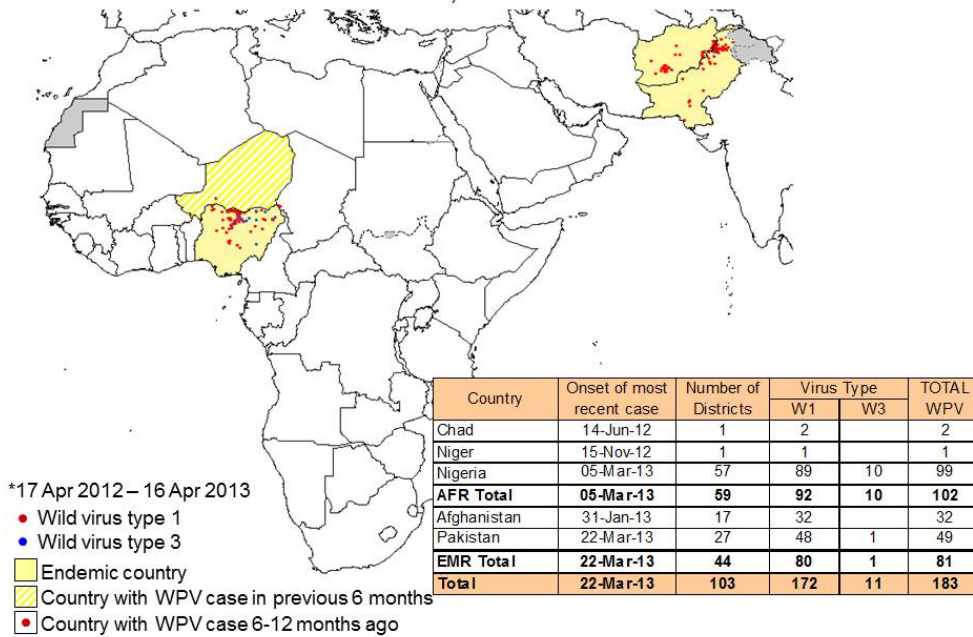 Country Onset of most recent case Number of Districts Virus Type TOTAL WPV
W1 W3
Chad 14-Jun-12 1 2 2
Niger 15-Nov-12 1 1 1
Nigeria 05-Mar-13 57 89 10 99
AFR Total 05-Mar-13 59 92 10 102
Afghanistan 31-Jan-13 17 32 32
Pakistan 22-Mar-13 27 48 1 49
EMR Total 22-Mar-13 44 80 1 81
Total 22-Mar-13 103 172 11 183
*17 Apr 2012 – 16 Apr 2013
Wild virus type 1
Wild virus type 3
Endemic country
Country with WPV case in previous 6 months
Country with WPV case 6-12 months ago